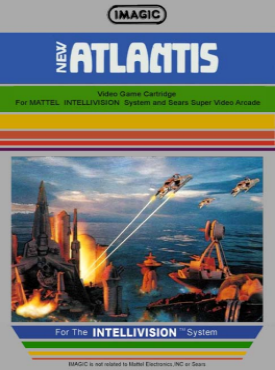 IMAGIC
NEW ATLANTIS
Video Game Cartridge
For MATTEL INTELLIVISION System and Sears Super Video Arcade
For The INTELLIVISION™ System
IMAGIC is not related to Mattel Electronics, INC or Sears